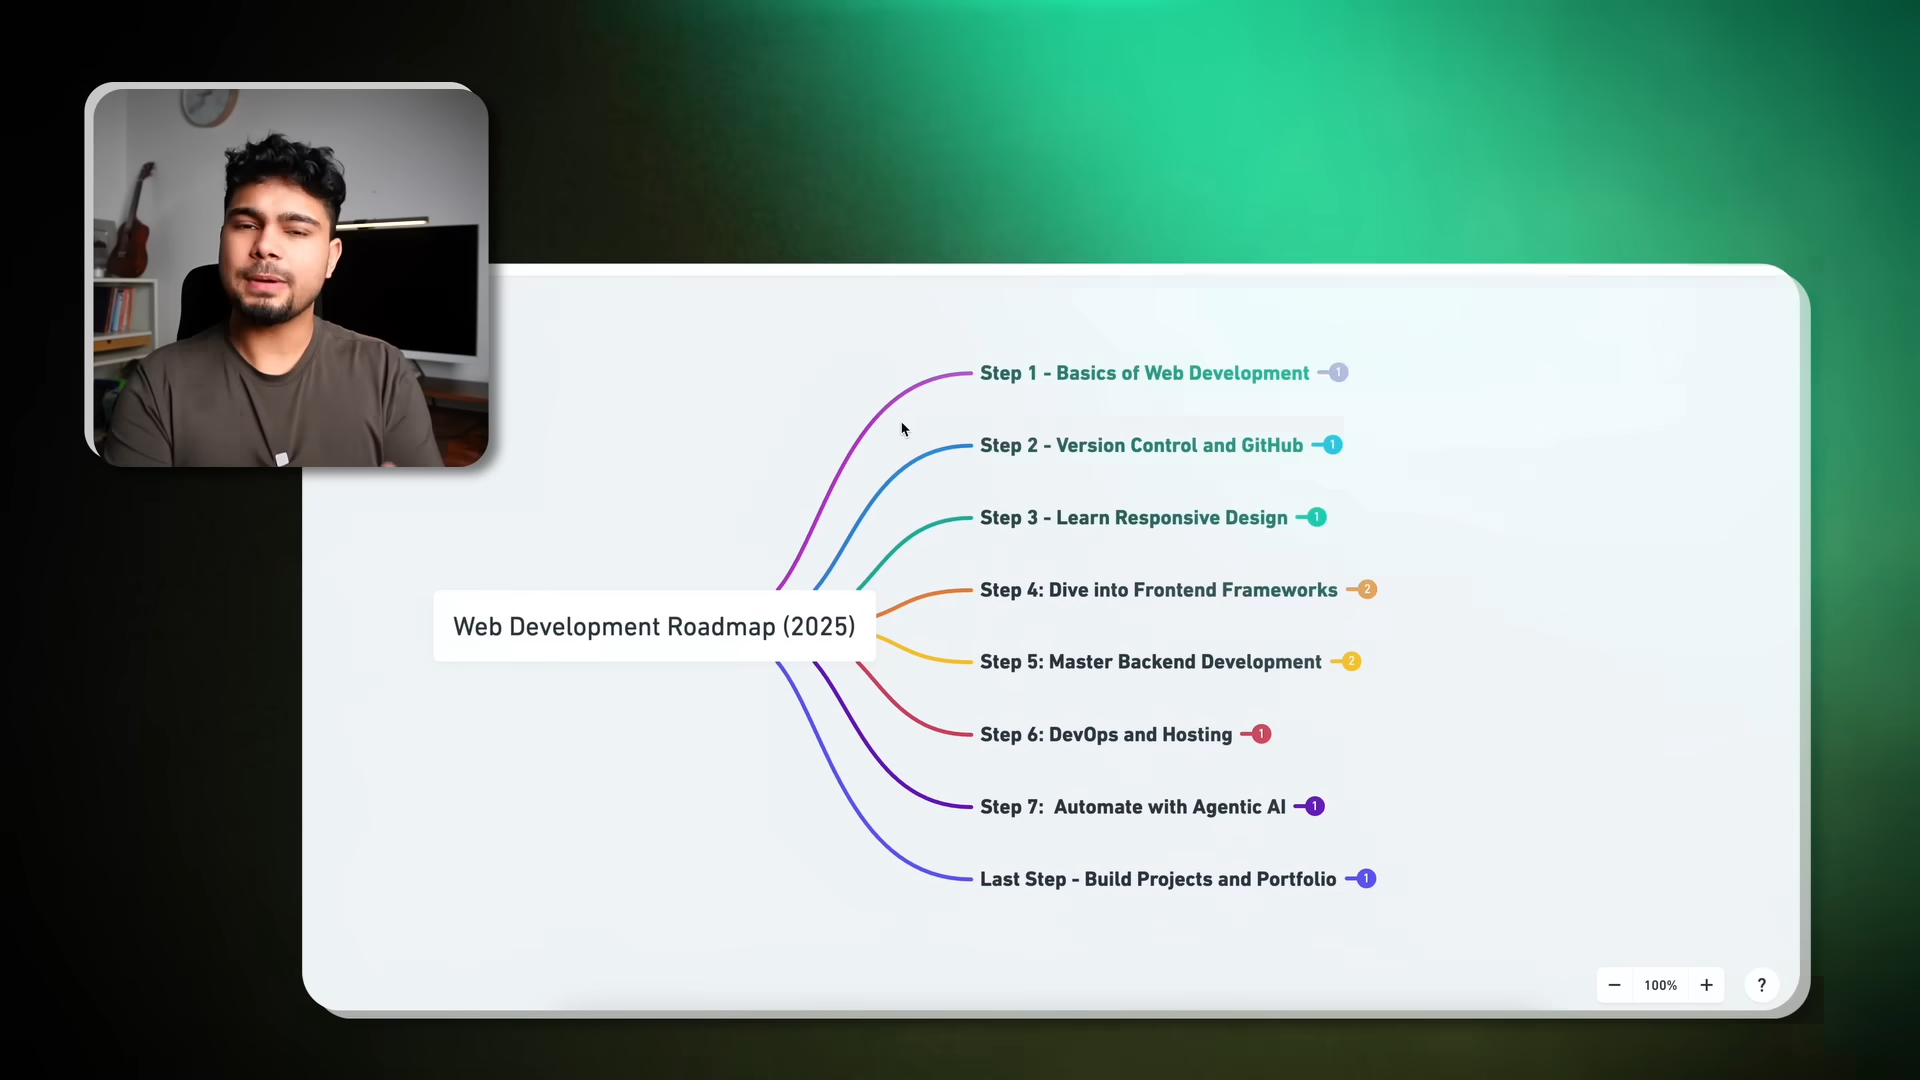 Step 1 - Basics of Web Development 1
Step 2 - Version Control and GitHub 1
Step 3 - Learn Responsive Design 1
Step 4: Dive into Frontend Frameworks 2
Web Development Roadmap (2025)
Step 5: Master Backend Development 2
Step 6: DevOps and Hosting 1
Step 7:  Automate with Agentic AI 1
Last Step - Build Projects and Portfolio 1
− 100% + ?